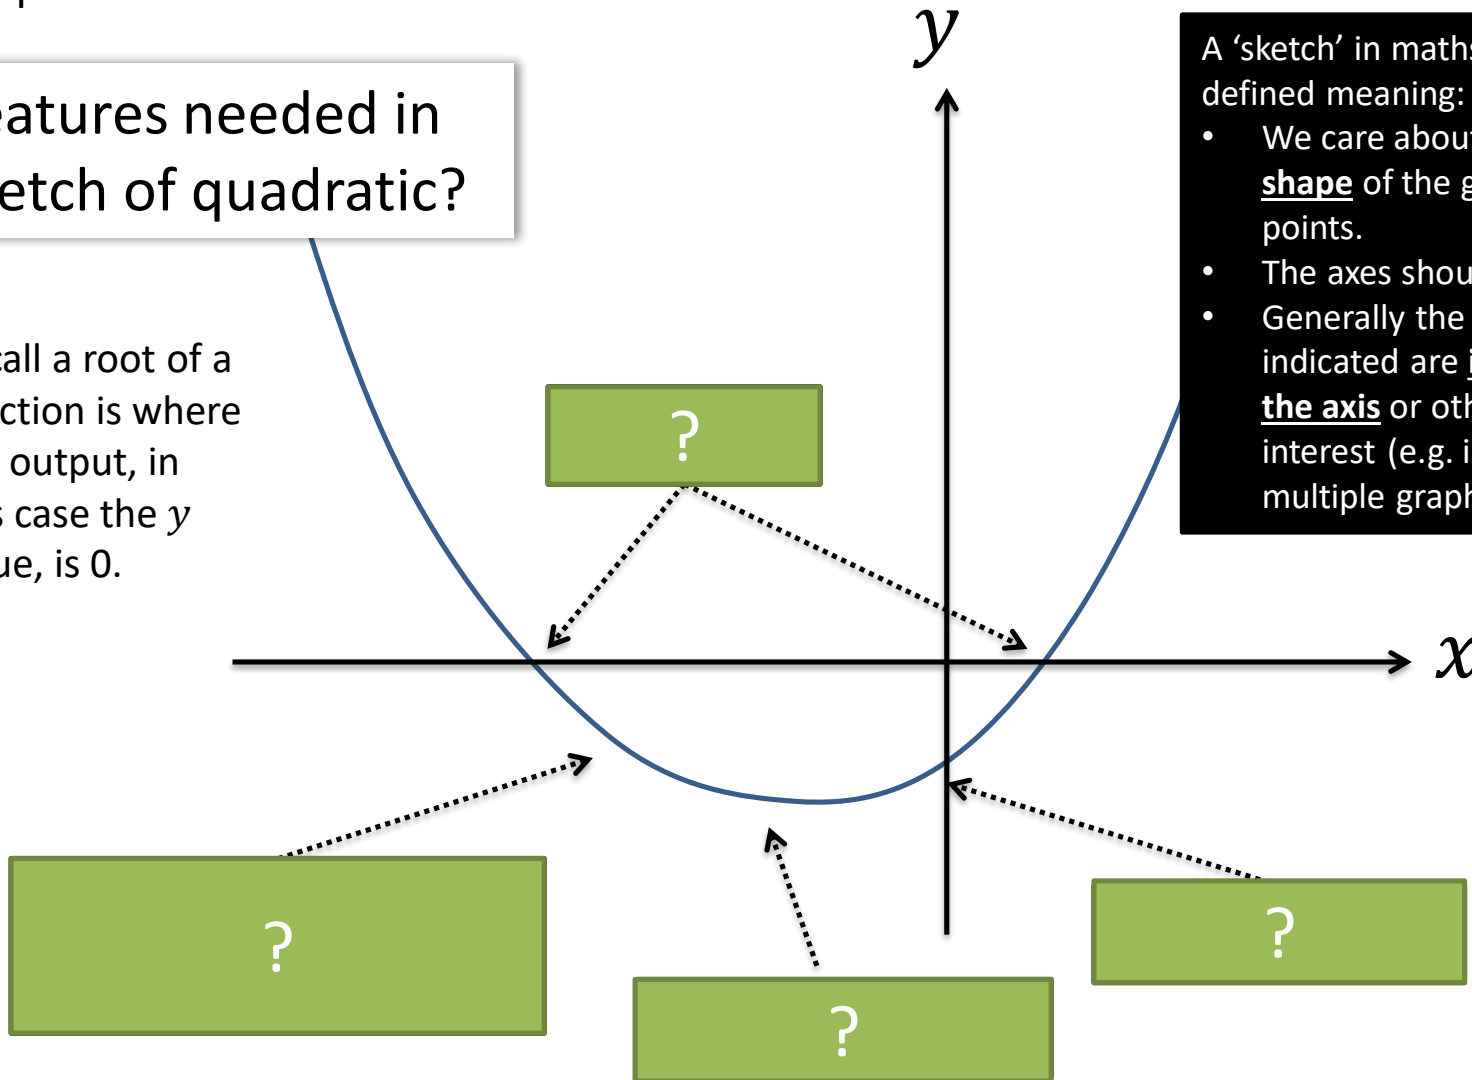 y
eatures needed in
etch of quadratic?
A ‘sketch’ in maths
defined meaning:
• We care about
shape of the g
points.
• The axes shou
• Generally the
indicated are i
the axis or oth
interest (e.g. i
multiple graph
call a root of a
ction is where
output, in
s case the y
ue, is 0.
?
x
?
?
?